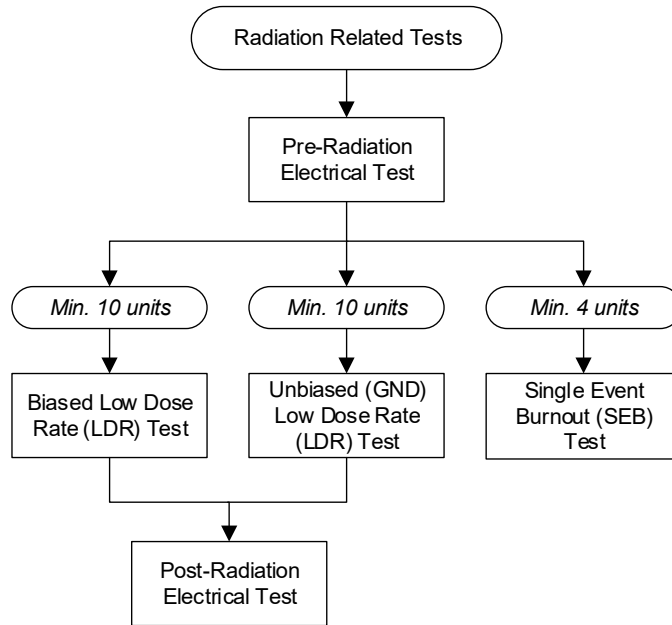 Radiation Related Tests
Pre-Radiation
Electrical Test
Min. 10 units
Min. 10 units
Min. 4 units
Biased Low Dose
Rate (LDR) Test
Unbiased (GND)
Low Dose Rate
(LDR) Test
Single Event
Burnout (SEB)
Test
Post-Radiation
Electrical Test